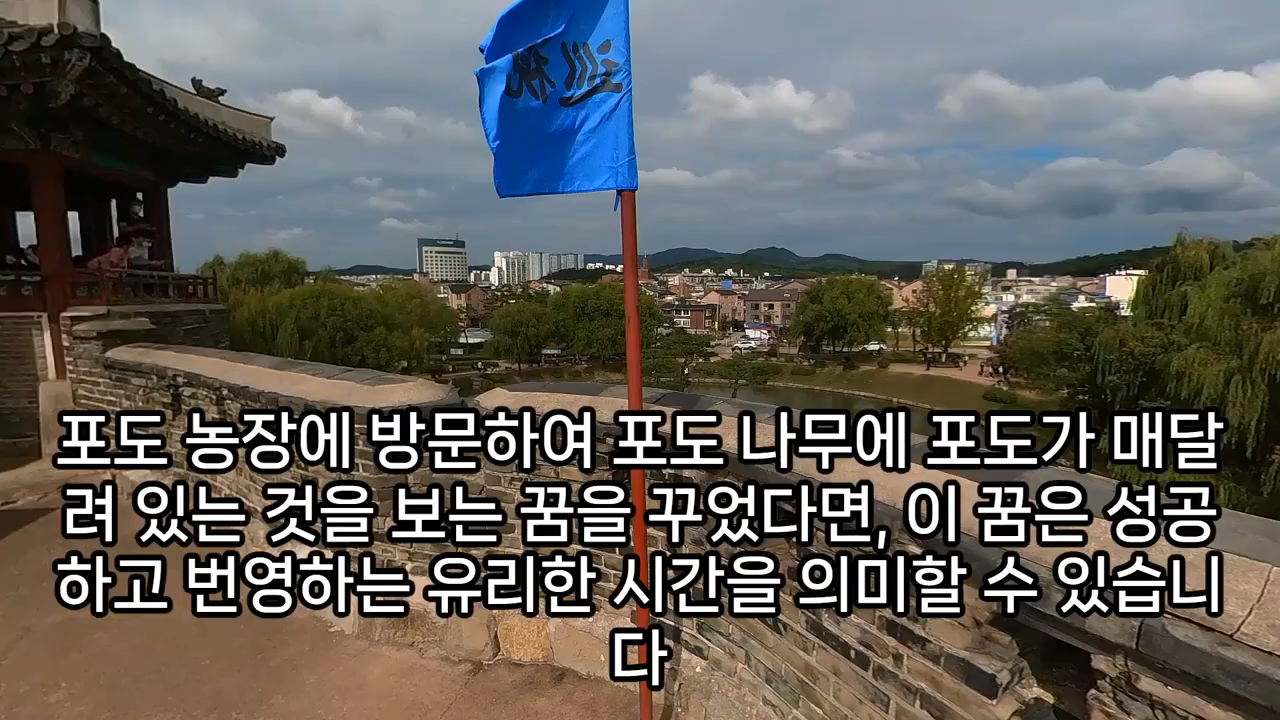 巡視
포도 농장에 방문하여 포도 나무에 포도가 매달
려 있는 것을 보는 꿈을 꾸었다면, 이 꿈은 성공
하고 번영하는 유리한 시간을 의미할 수 있습니
다